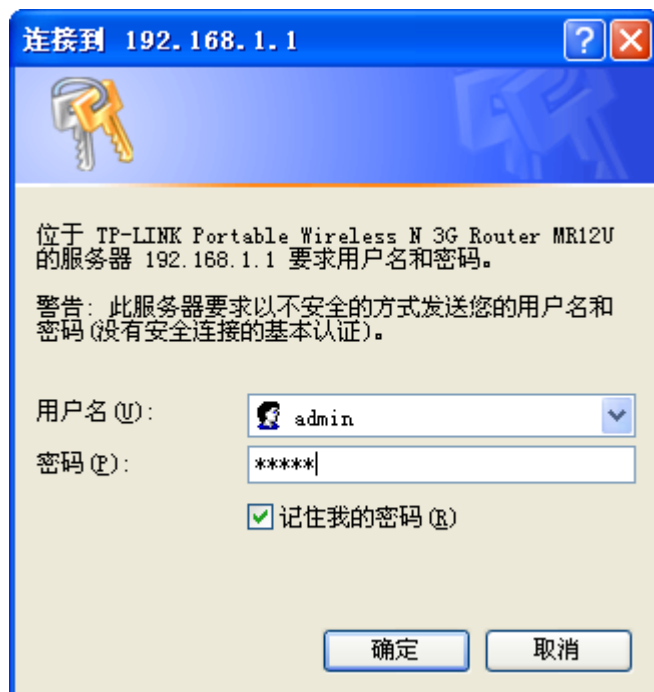 连接到 192.168.1.1
位于 TP-LINK Portable Wireless N 3G Router MR12U
的服务器 192.168.1.1 要求用户名和密码。
警告: 此服务器要求以不安全的方式发送您的用户名和
密码(没有安全连接的基本认证)。
用户名(U): admin
密码(P): *****
记住我的密码(R)
确定 取消